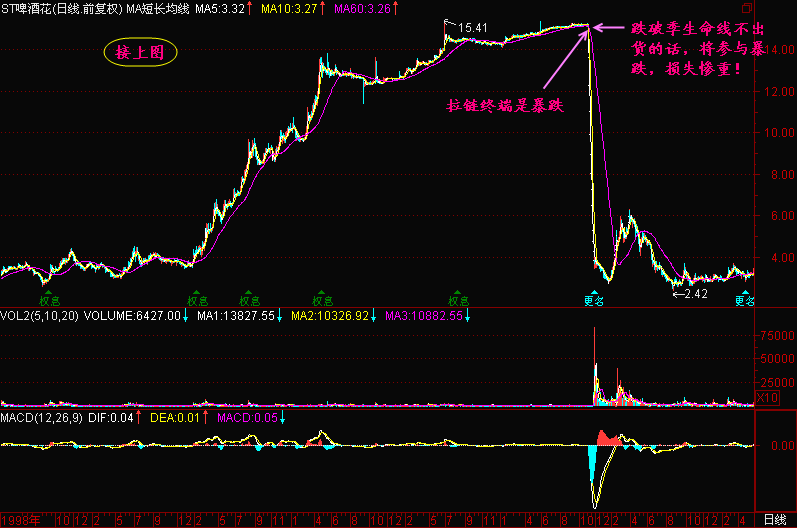 ST啤酒花(日线.前复权) MA短长均线 MA5:3.32↑ MA10:3.27↑ MA60:3.26↑
接上图
15.41
跌破季生命线不出
货的话，将参与暴
跌，损失惨重！
拉链终端是暴跌
14.00
12.00
10.00
8.00
6.00
4.00
←2.42
权息 权息 权息 权息 权息 更名 更名
VOL2(5,10,20) VOLUME:6427.00↓ MA1:13827.55↓ MA2:10326.92↓ MA3:10882.55↓
75000
50000
25000
X10
MACD(12,26,9) DIF:0.04↑ DEA:0.01↑ MACD:0.05↓
0.00
1998年 10 12 2 5 7 9 12 2 5 7 9 11 1 4 6 8 10 12 2 5 7 9 11 1 4 6 8 10 12 2 4 6 8 10 12 2 4
日线